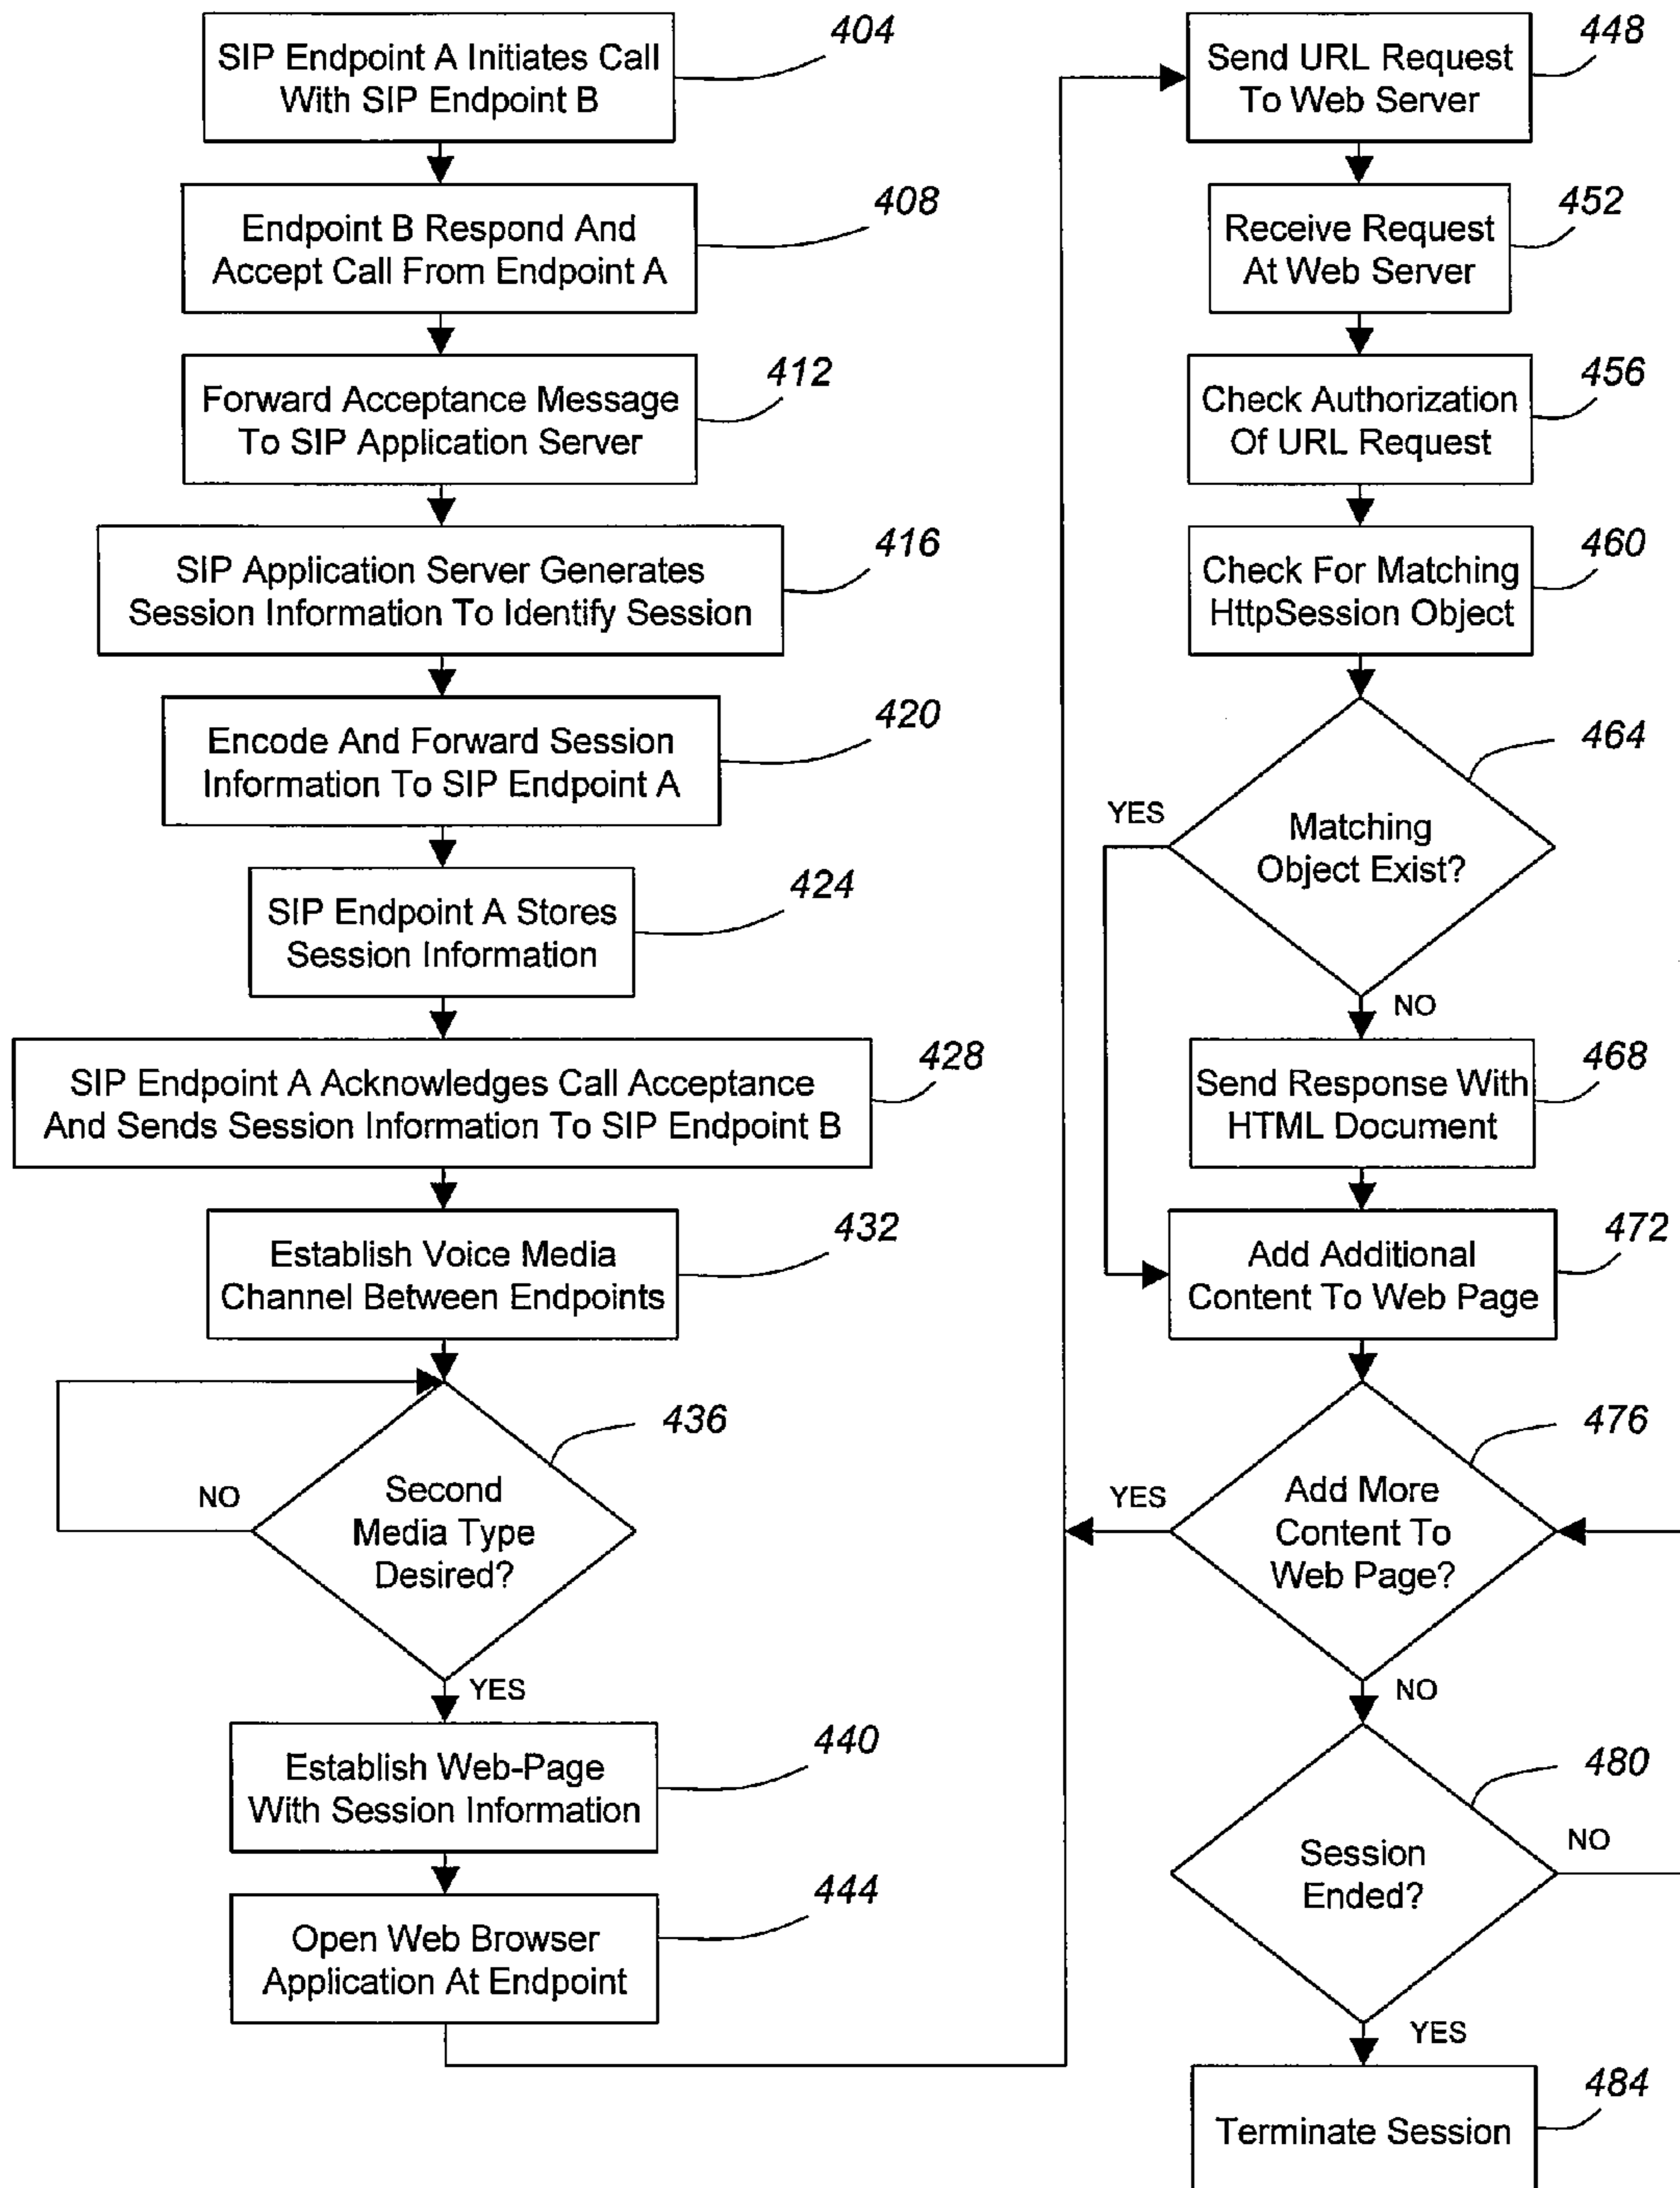 SIP Endpoint A Initiates Call
With SIP Endpoint B
404
Endpoint B Respond And
Accept Call From Endpoint A
408
Forward Acceptance Message
To SIP Application Server
412
SIP Application Server Generates
Session Information To Identify Session
416
Encode And Forward Session
Information To SIP Endpoint A
420
SIP Endpoint A Stores
Session Information
424
SIP Endpoint A Acknowledges Call Acceptance
And Sends Session Information To SIP Endpoint B
428
Establish Voice Media
Channel Between Endpoints
432
436
Second
Media Type
Desired?
NO
YES
Establish Web-Page
With Session Information
440
Open Web Browser
Application At Endpoint
444
Send URL Request
To Web Server
448
Receive Request
At Web Server
452
Check Authorization
Of URL Request
456
Check For Matching
HttpSession Object
460
464
YES
Matching
Object Exist?
NO
Send Response With
HTML Document
468
Add Additional
Content To Web Page
472
476
YES
Add More
Content To
Web Page?
NO
480
NO
Session
Ended?
YES
Terminate Session
484